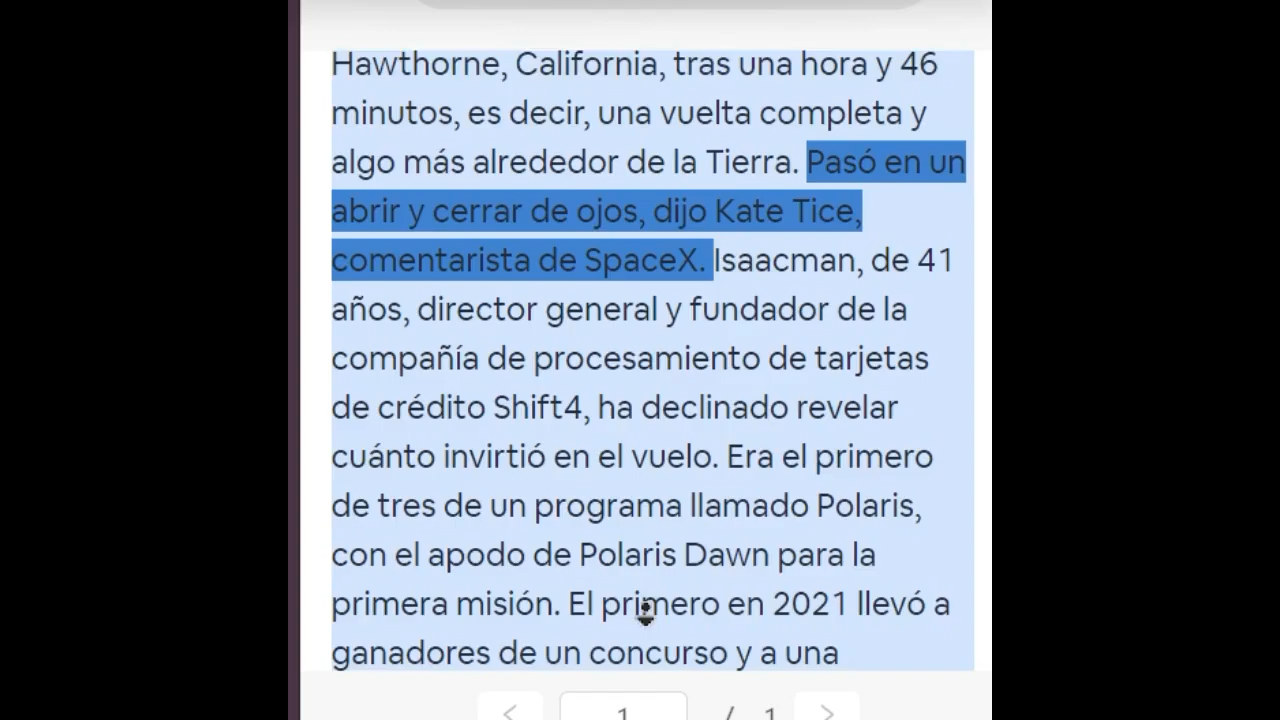 Hawthorne, California, tras una hora y 46
minutos, es decir, una vuelta completa y
algo más alrededor de la Tierra. Pasó en un
abrir y cerrar de ojos, dijo Kate Tice,
comentarista de SpaceX. Isaacman, de 41
años, director general y fundador de la
compañía de procesamiento de tarjetas
de crédito Shift4, ha declinado revelar
cuánto invirtió en el vuelo. Era el primero
de tres de un programa llamado Polaris,
con el apodo de Polaris Dawn para la
primera misión. El primero en 2021 llevó a
ganadores de un concurso y a una
1 / 1